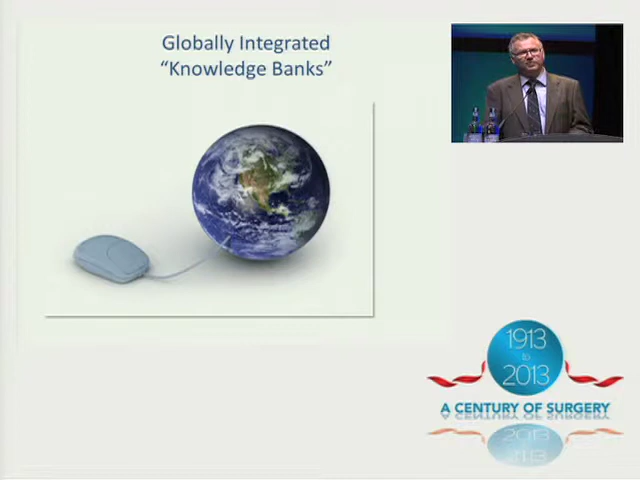 Globally Integrated
“Knowledge Banks”
1913
to
2013
A CENTURY OF SURGERY